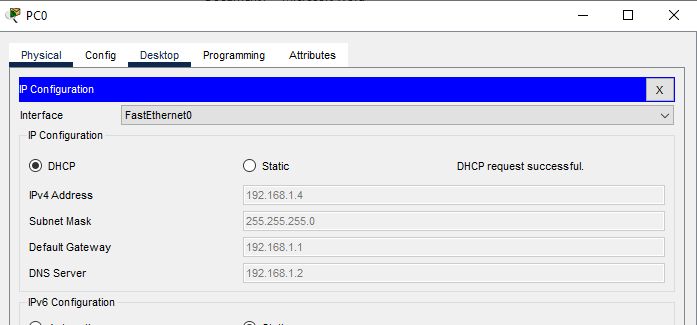 PC0
Physical Config Desktop Programming Attributes
IP Configuration X
Interface FastEthernet0
IP Configuration
DHCP Static DHCP request successful.
IPv4 Address 192.168.1.4
Subnet Mask 255.255.255.0
Default Gateway 192.168.1.1
DNS Server 192.168.1.2
IPv6 Configuration